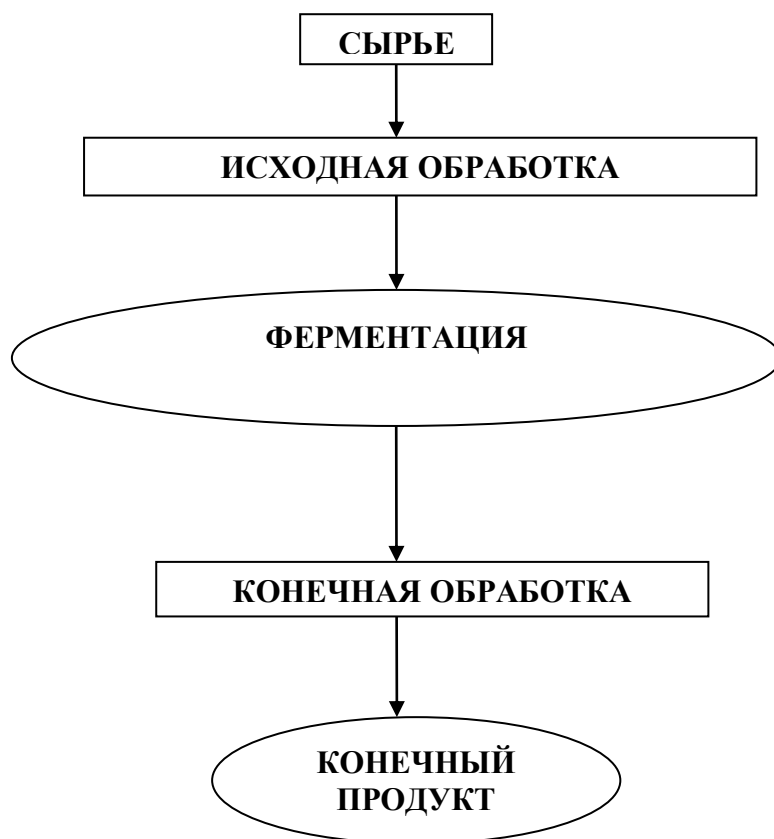 СЫРЬЕ
ИСХОДНАЯ ОБРАБОТКА
ФЕРМЕНТАЦИЯ
КОНЕЧНАЯ ОБРАБОТКА
КОНЕЧНЫЙ
ПРОДУКТ